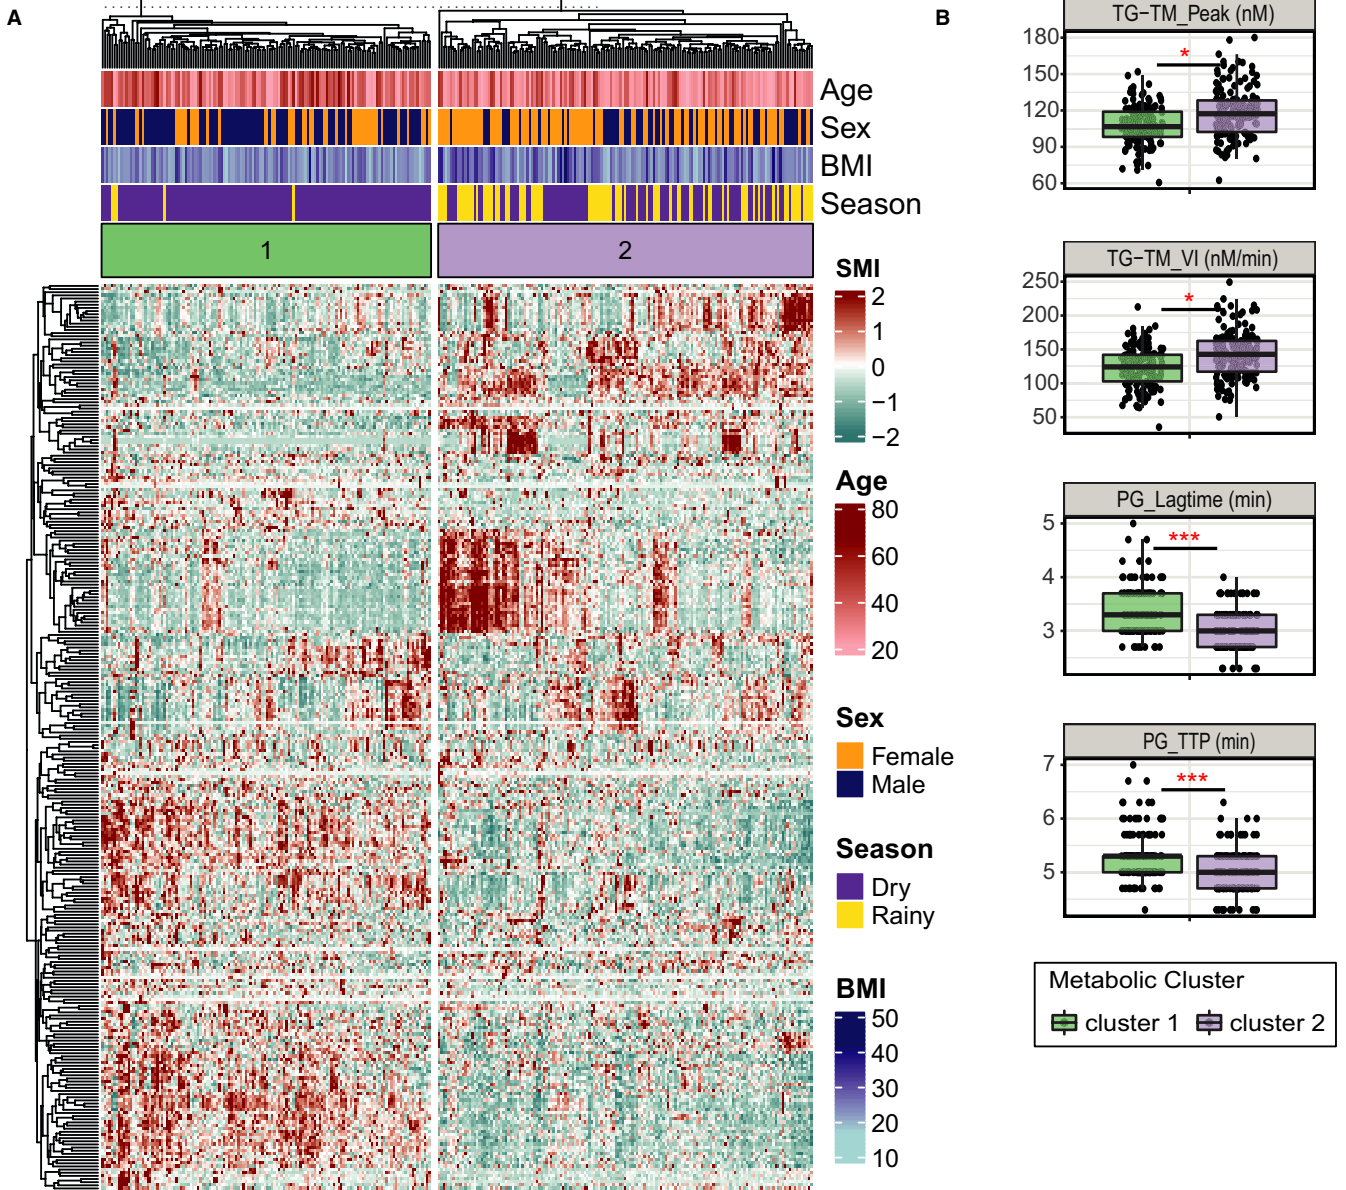 A
Age
Sex
BMI
Season
1
2
SMI
2
1
0
−1
−2
Age
80
60
40
20
Sex
Female
Male
Season
Dry
Rainy
BMI
50
40
30
20
10
B
TG−TM_Peak (nM)
180
150
120
90
60
*
TG−TM_VI (nM/min)
250
200
150
100
50
*
PG_Lagtime (min)
5
4
3
***
PG_TTP (min)
7
6
5
***
Metabolic Cluster
cluster 1
cluster 2